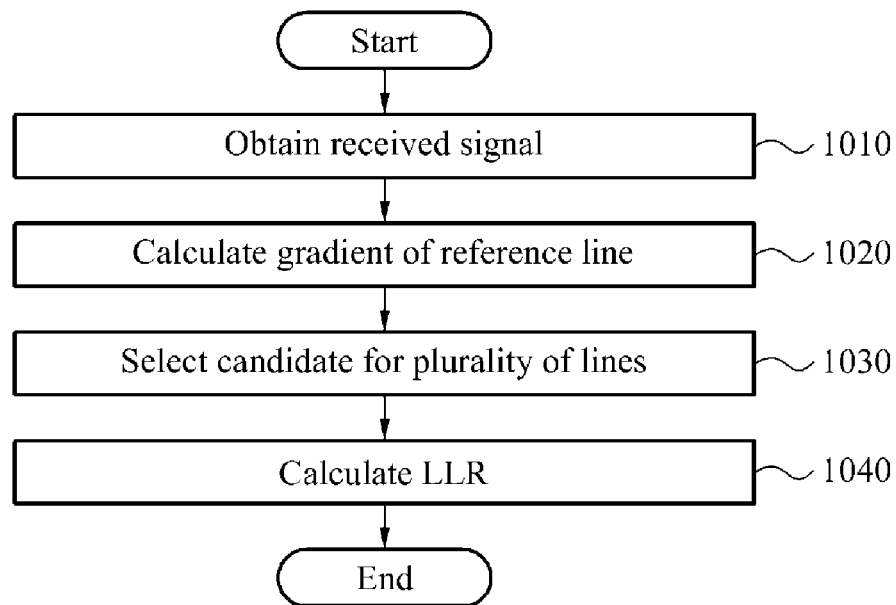 Start
Obtain received signal 1010
Calculate gradient of reference line 1020
Select candidate for plurality of lines 1030
Calculate LLR 1040
End